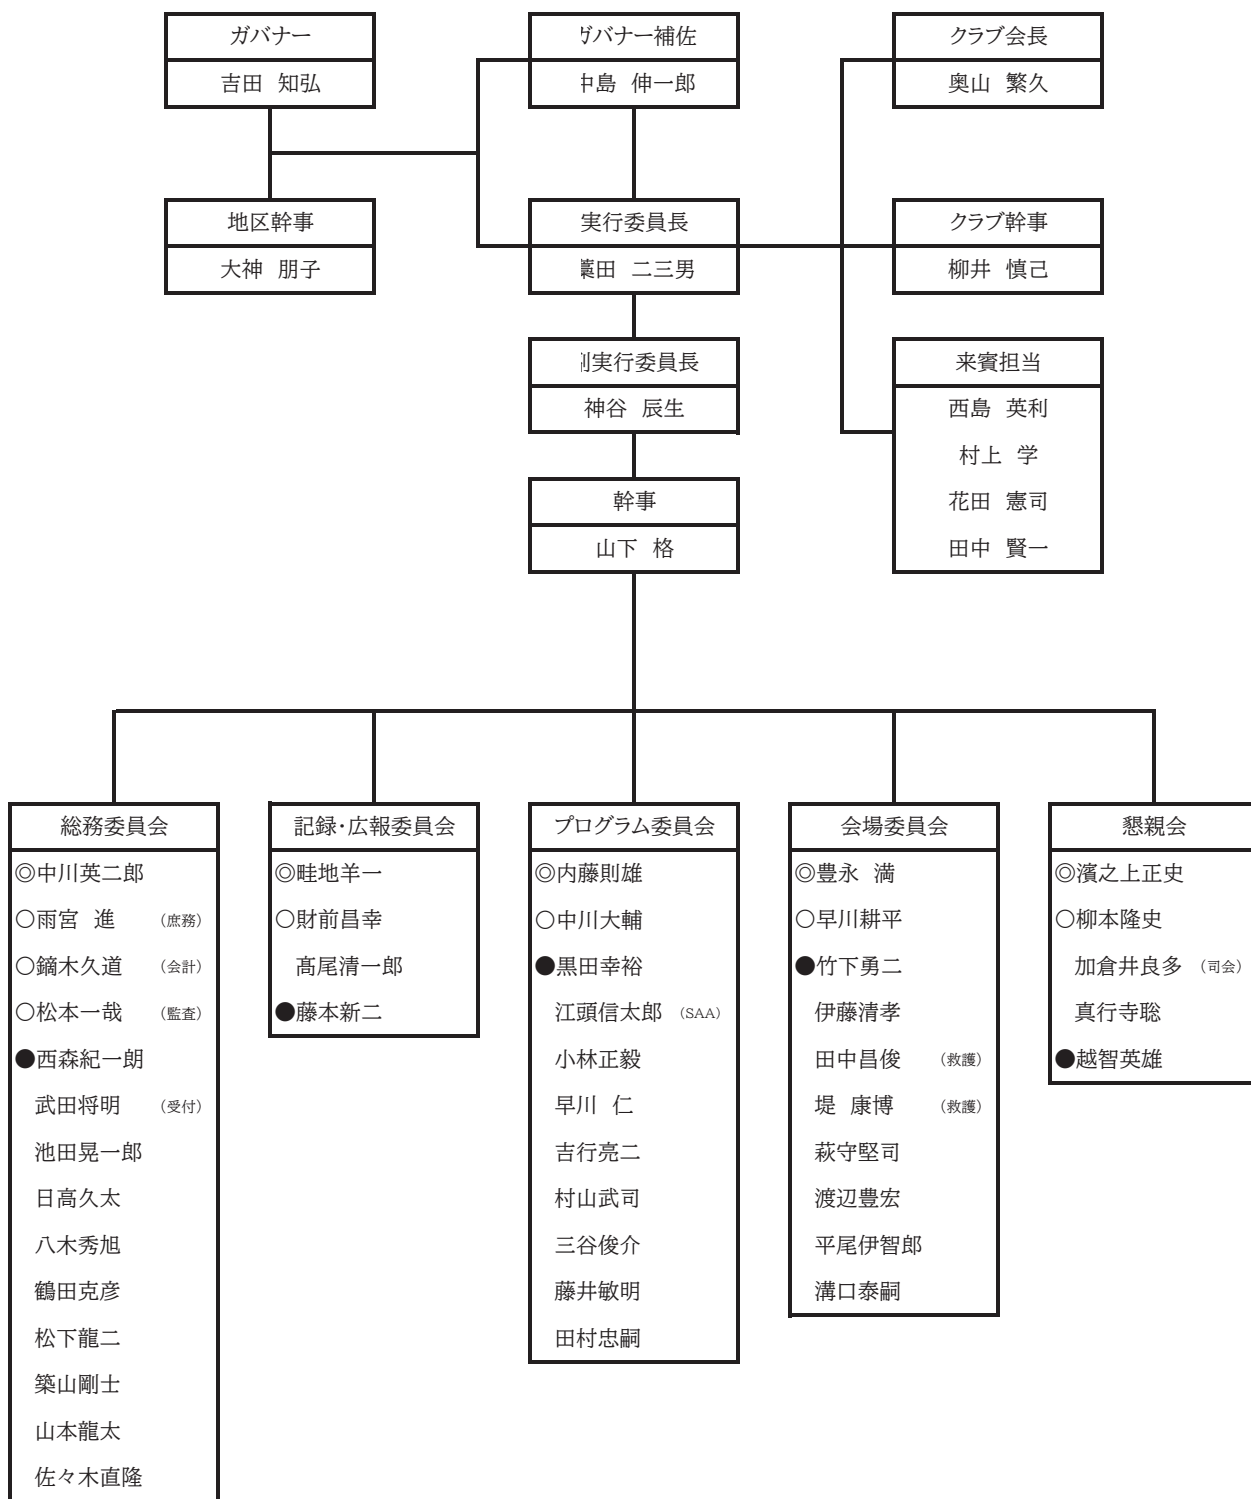 ガバナー
吉田 知弘
ガバナー補佐
中島 伸一郎
クラブ会長
奥山 繁久
地区幹事
大神 朋子
実行委員長
藁田 二三男
クラブ幹事
柳井 慎己
副実行委員長
神谷 辰生
来賓担当
西島 英利
村上 学
花田 憲司
田中 賢一
幹事
山下 格
総務委員会
◎中川英二郎
○雨宮 進 (庶務)
○鏑木久道 (会計)
○松本一哉 (監査)
●西森紀一朗
武田将明 (受付)
池田晃一郎
日高久太
八木秀旭
鶴田克彦
松下龍二
築山剛士
山本龍太
佐々木直隆
記録・広報委員会
◎畦地羊一
○財前昌幸
髙尾清一郎
●藤本新二
プログラム委員会
◎内藤則雄
○中川大輔
●黒田幸裕
江頭信太郎 (SAA)
小林正毅
早川 仁
吉行亮二
村山武司
三谷俊介
藤井敏明
田村忠嗣
会場委員会
◎豊永 満
○早川耕平
●竹下勇二
伊藤清孝
田中昌俊 (救護)
堤 康博 (救護)
萩守堅司
渡辺豊宏
平尾伊智郎
溝口泰嗣
懇親会
◎濱之上正史
○柳本隆史
加倉井良多 (司会)
真行寺聡
●越智英雄